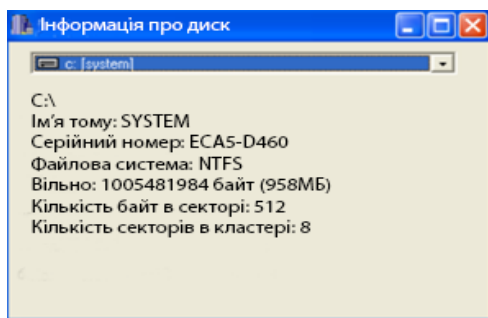 Інформація про диск
c: [system]
C:\
Ім'я тому: SYSTEM
Серійний номер: ECA5-D460
Файлова система: NTFS
Вільно: 1005481984 байт (958МБ)
Кількість байт в секторі: 512
Кількість секторів в кластері: 8